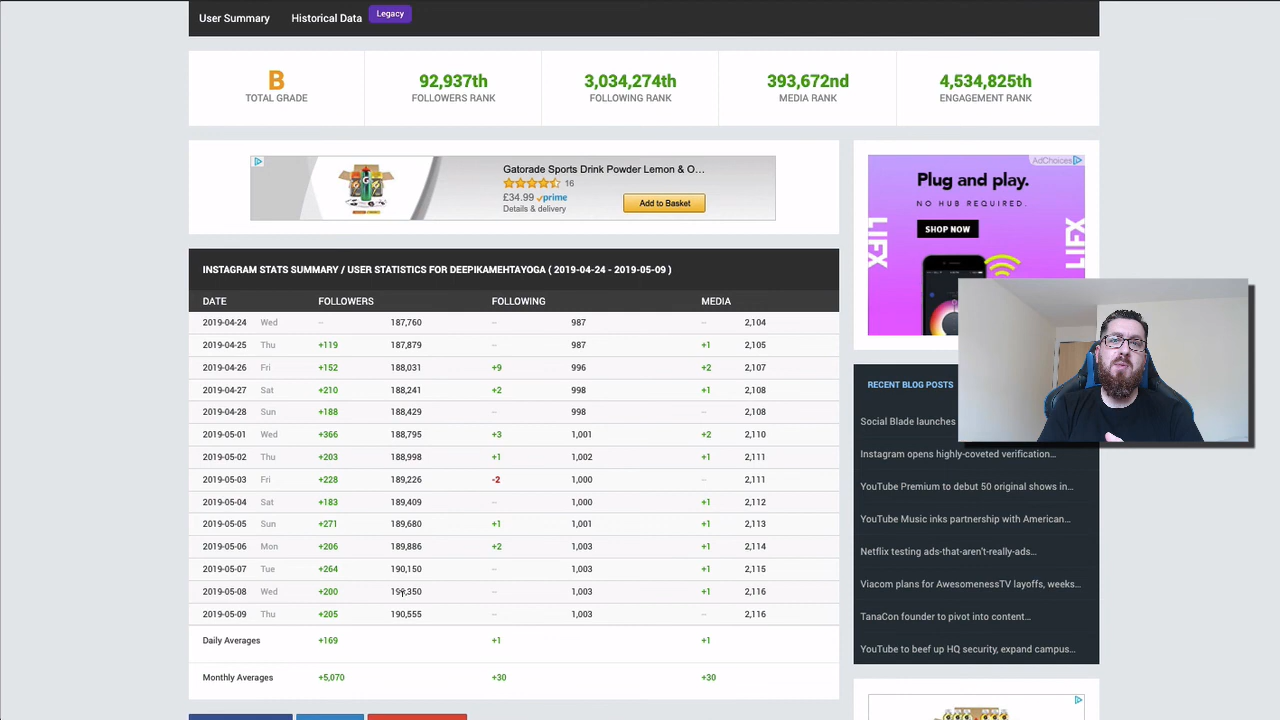 User Summary Historical Data Legacy
B 92,937th 3,034,274th 393,672nd 4,534,825th
TOTAL GRADE FOLLOWERS RANK FOLLOWING RANK MEDIA RANK ENGAGEMENT RANK
Gatorade Sports Drink Powder Lemon & O…
16
£34.99 prime
Details & delivery
Add to Basket
AdChoices
Plug and play.
NO HUB REQUIRED.
SHOP NOW
LIFX LIFX
INSTAGRAM STATS SUMMARY / USER STATISTICS FOR DEEPIKAMEHTAYOGA ( 2019-04-24 - 2019-05-09 )
DATE FOLLOWERS FOLLOWING MEDIA
2019-04-24 Wed -- 187,760 -- 987 -- 2,104
2019-04-25 Thu +119 187,879 -- 987 +1 2,105
2019-04-26 Fri +152 188,031 +9 996 +2 2,107
2019-04-27 Sat +210 188,241 +2 998 +1 2,108
2019-04-28 Sun +188 188,429 -- 998 -- 2,108
2019-05-01 Wed +366 188,795 +3 1,001 +2 2,110
2019-05-02 Thu +203 188,998 +1 1,002 +1 2,111
2019-05-03 Fri +228 189,226 -2 1,000 -- 2,111
2019-05-04 Sat +183 189,409 -- 1,000 +1 2,112
2019-05-05 Sun +271 189,680 +1 1,001 +1 2,113
2019-05-06 Mon +206 189,886 +2 1,003 +1 2,114
2019-05-07 Tue +264 190,150 -- 1,003 +1 2,115
2019-05-08 Wed +200 190,350 -- 1,003 +1 2,116
2019-05-09 Thu +205 190,555 -- 1,003 -- 2,116
Daily Averages +169 +1 +1
Monthly Averages +5,070 +30 +30
RECENT BLOG POSTS
Social Blade launches
Instagram opens highly-coveted verification…
YouTube Premium to debut 50 original shows in…
YouTube Music inks partnership with American…
Netflix testing ads-that-aren't-really-ads…
Viacom plans for AwesomenessTV layoffs, weeks…
TanaCon founder to pivot into content…
YouTube to beef up HQ security, expand campus…